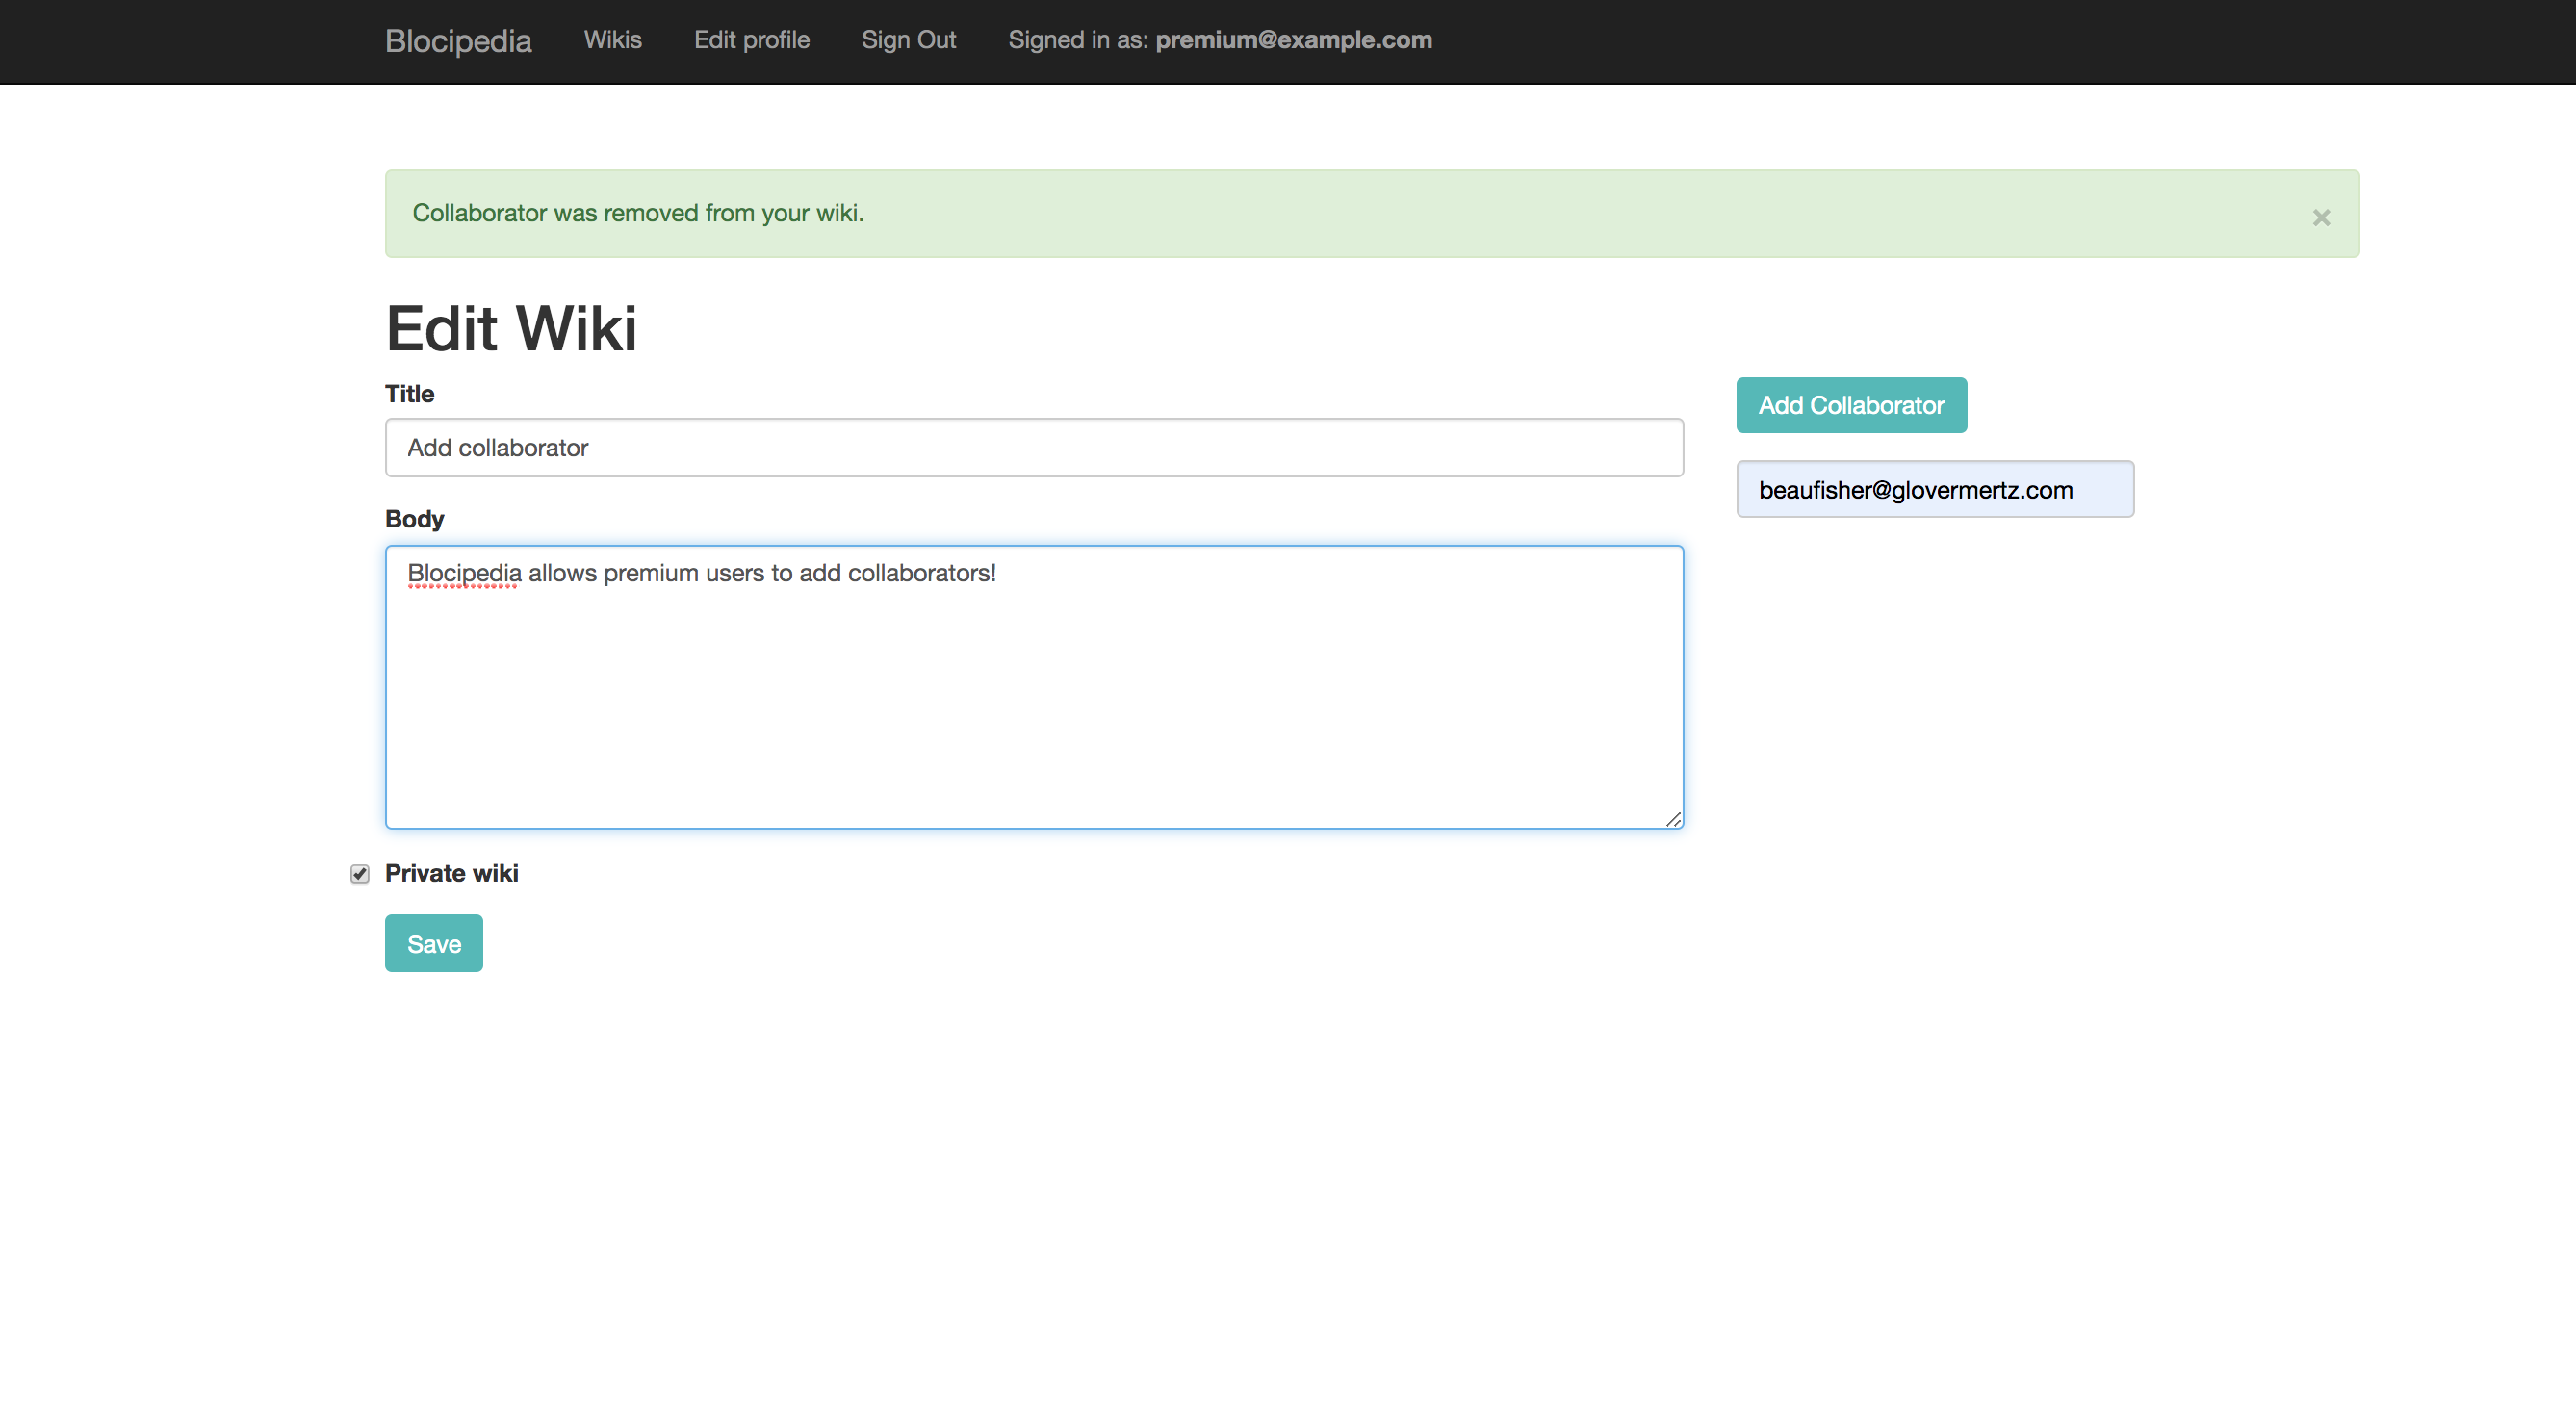 Blocipedia Wikis Edit profile Sign Out Signed in as: premium@example.com
Collaborator was removed from your wiki. ×
Edit Wiki
Title
Add collaborator
Body
Blocipedia allows premium users to add collaborators!
Private wiki
Save
Add Collaborator
beaufisher@glovermertz.com